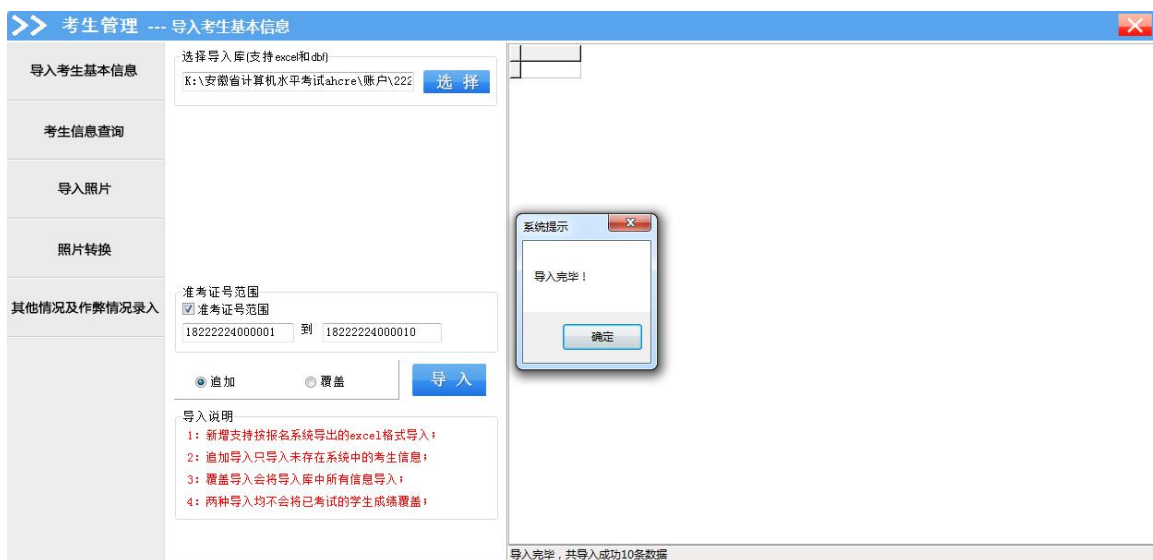 >> 考生管理 --- 导入考生基本信息
导入考生基本信息
考生信息查询
导入照片
照片转换
其他情况及作弊情况录入
选择导入库(支持excel和dbf)
K:\安徽省计算机水平考试ahcre\账户\222
选 择
准考证号范围
准考证号范围
18222224000001 到 18222224000010
追加 覆盖
导 入
导入说明
1：新增支持按报名系统导出的excel格式导入；
2：追加导入只导入未存在系统中的考生信息；
3：覆盖导入会将导入库中所有信息导入；
4：两种导入均不会将已考试的学生成绩覆盖；
系统提示
导入完毕！
确定
导入完毕，共导入成功10条数据